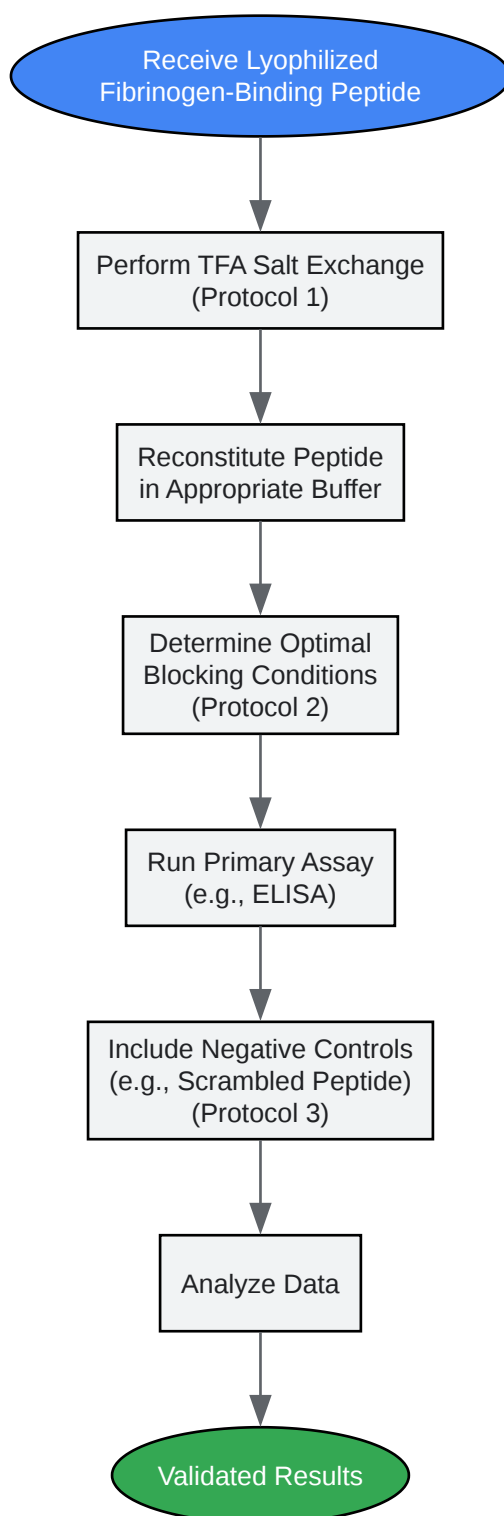 Receive Lyophilized
Fibrinogen-Binding Peptide
Perform TFA Salt Exchange
(Protocol 1)
Reconstitute Peptide
in Appropriate Buffer
Determine Optimal
Blocking Conditions
(Protocol 2)
Run Primary Assay
(e.g., ELISA)
Include Negative Controls
(e.g., Scrambled Peptide)
(Protocol 3)
Analyze Data
Validated Results